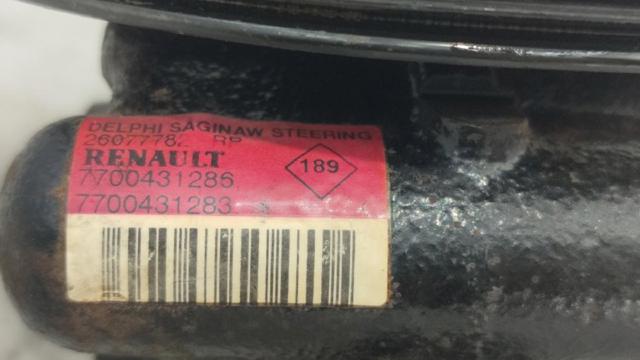 DELPHI SAGINAW STEERING
RENAULT
189
7700431286
7700431283